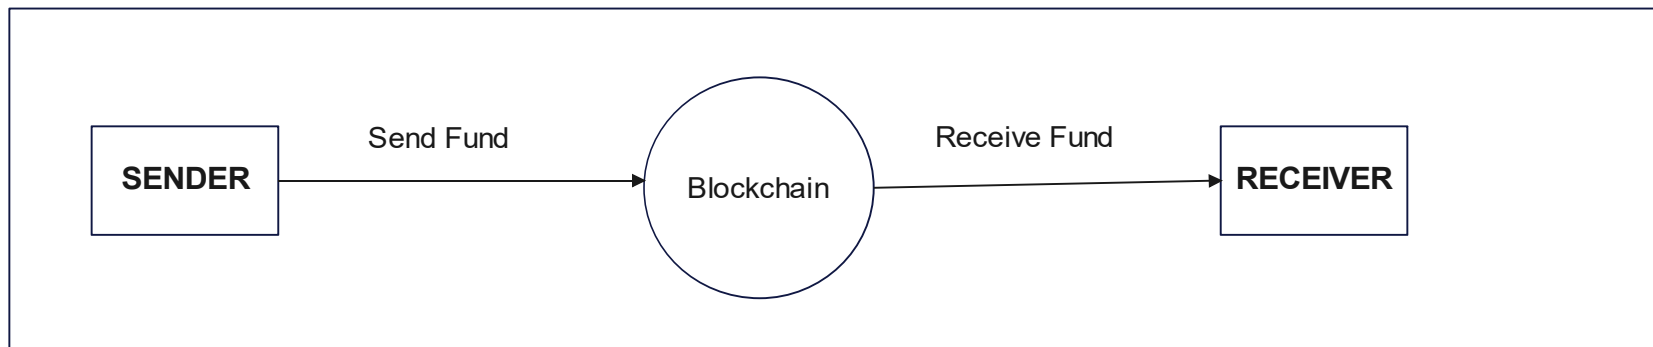 Send Fund
Receive Fund
SENDER
Blockchain
RECEIVER